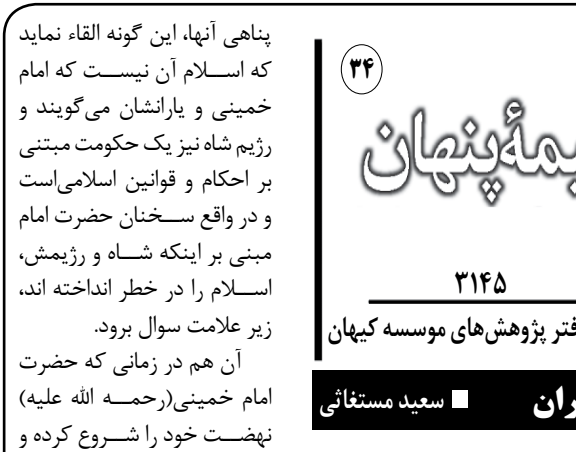 ۳۴
پنهان
۳۱۴۵
پژوهش‌های موسسه کیهان
■ سعید مستغاثی
پناهی آنها، این گونه القاء نماید
که اسلام آن نیست که امام
خمینی و یارانشان می‌گویند و
رژیم شاه نیز یک حکومت مبتنی
بر احکام و قوانین اسلامی‌است
و در واقع سخنان حضرت امام
مبنی بر اینکه شاه و رژیمش،
اسلام را در خطر انداخته اند،
زیر علامت سوال برود.
آن هم در زمانی که حضرت
امام خمینی(رحمه الله علیه)
نهضت خود را شروع کرده و